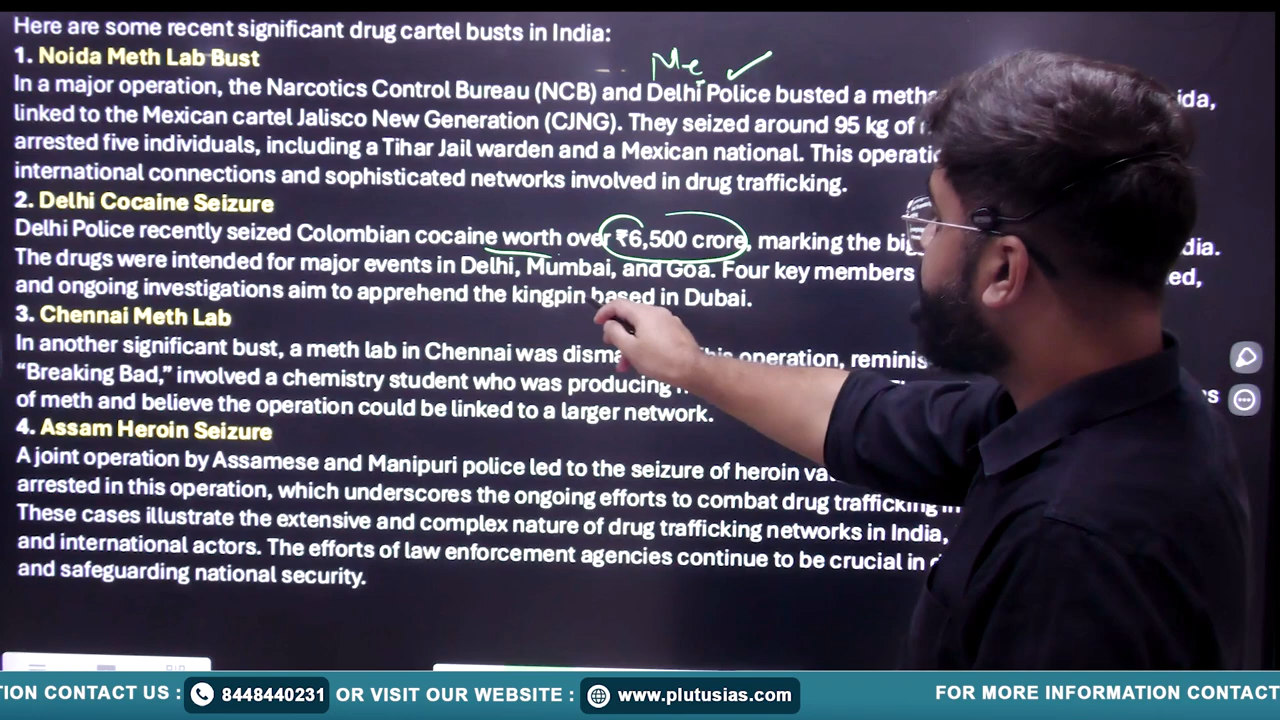 Here are some recent significant drug cartel busts in India:
1. Noida Meth Lab Bust
Me ✓
In a major operation, the Narcotics Control Bureau (NCB) and Delhi Police busted a
linked to the Mexican cartel Jalisco New Generation (CJNG). They seized around 95 kg of
arrested five individuals, including a Tihar Jail warden and a Mexican national. This
international connections and sophisticated networks involved in drug trafficking.
2. Delhi Cocaine Seizure
Delhi Police recently seized Colombian cocaine worth over ₹6,500 crore, marking the
The drugs were intended for major events in Delhi, Mumbai, and Goa. Four key members
and ongoing investigations aim to apprehend the kingpin based in Dubai.
3. Chennai Meth Lab
In another significant bust, a meth lab in Chennai was operation,
“Breaking Bad,” involved a chemistry student who was producing
of meth and believe the operation could be linked to a larger network.
4. Assam Heroin Seizure
A joint operation by Assamese and Manipuri police led to the seizure of heroin
arrested in this operation, which underscores the ongoing efforts to combat drug trafficking
These cases illustrate the extensive and complex nature of drug trafficking networks in India,
and international actors. The efforts of law enforcement agencies continue to be crucial in
and safeguarding national security.
TION CONTACT US : 8448440231 OR VISIT OUR WEBSITE : www.plutusias.com FOR MORE INFORMATION CONTACT